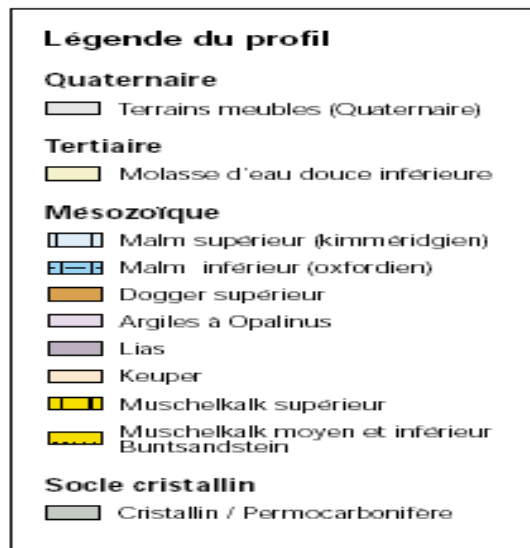 Légende du profil
Quaternaire
Terrains meubles (Quaternaire)
Tertiaire
Molasse d'eau douce inférieure
Mésozoïque
Malm supérieur (kimméridgien)
Malm inférieur (oxfordien)
Dogger supérieur
Argiles à Opalinus
Lias
Keuper
Muschelkalk supérieur
Muschelkalk moyen et inférieur
Buntsandstein
Socle cristallin
Cristallin / Permocarbonifère